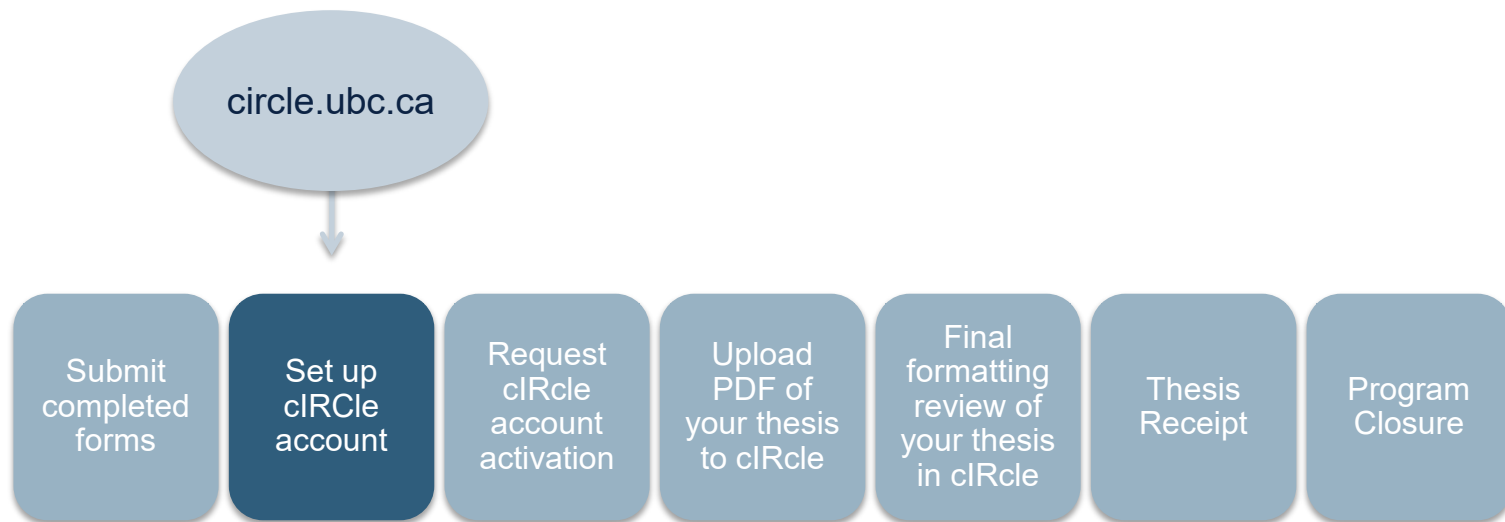 circle.ubc.ca
Submit
completed
forms
Set up
cIRCle
account
Request
cIRcle
account
activation
Upload
PDF of
your thesis
to cIRcle
Final
formatting
review of
your thesis
in cIRcle
Thesis
Receipt
Program
Closure